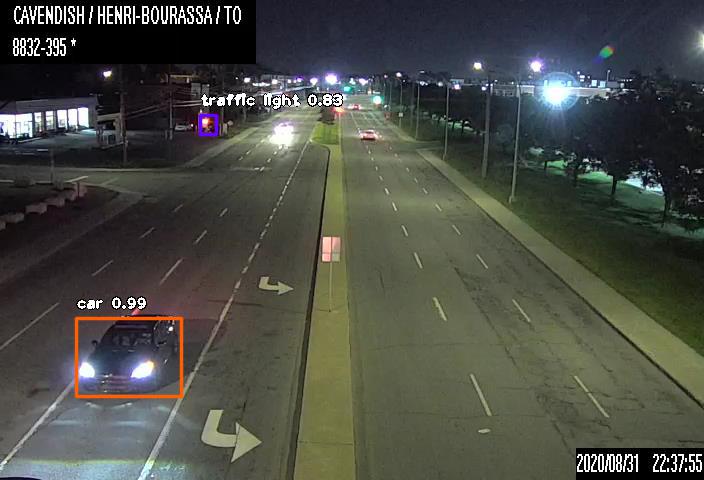 CAVENDISH / HENRI-BOURASSA / TO
8832-395 *
traffic light 0.83
car 0.99
2020/08/31 22:37:55